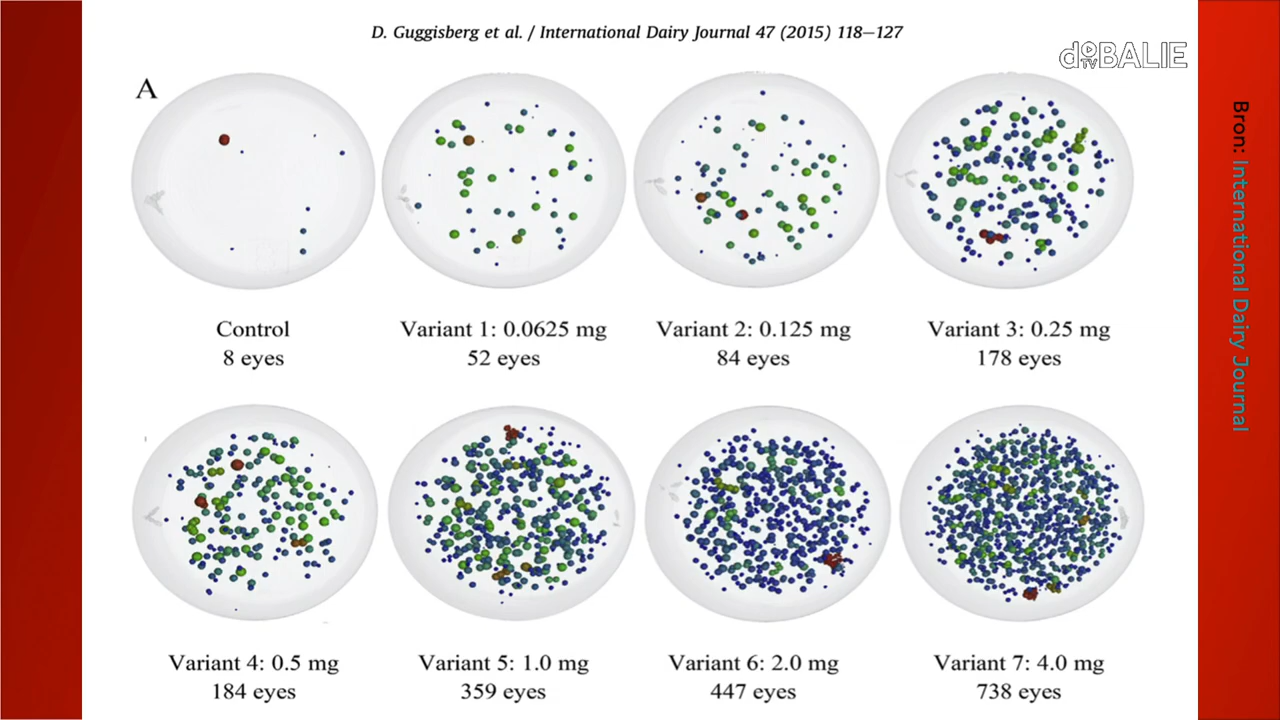 D. Guggisberg et al. / International Dairy Journal 47 (2015) 118–127
doBALIE
TV
A
Bron: International Dairy Journal
Control
8 eyes
Variant 1: 0.0625 mg
52 eyes
Variant 2: 0.125 mg
84 eyes
Variant 3: 0.25 mg
178 eyes
Variant 4: 0.5 mg
184 eyes
Variant 5: 1.0 mg
359 eyes
Variant 6: 2.0 mg
447 eyes
Variant 7: 4.0 mg
738 eyes